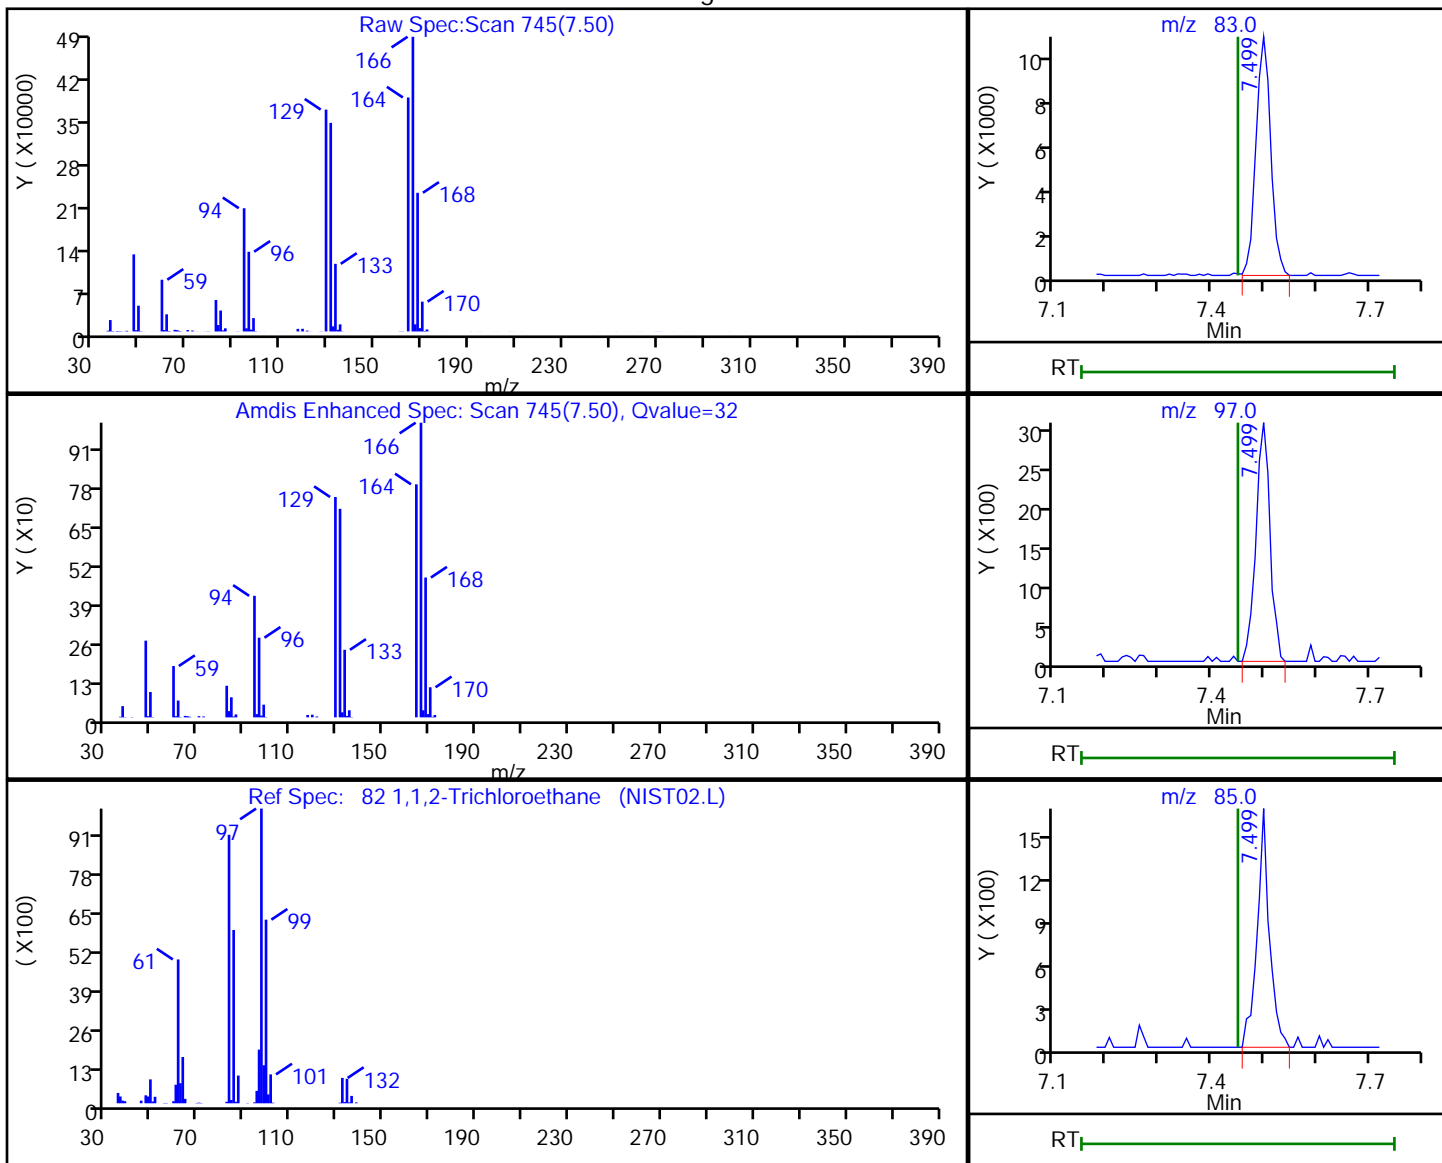 Raw Spec:Scan 745(7.50)
Y ( X10000)
49
42
35
28
21
14
7
0
166
164
129
168
94
96
133
59
170
30 70 110 150 190 230 270 310 350 390
m/z
m/z 83.0
Y ( X1000)
10
8
6
4
2
0
7.499
7.1 7.4 7.7
Min
RT
Amdis Enhanced Spec: Scan 745(7.50), Qvalue=32
Y ( X10)
91
78
65
52
39
26
13
0
166
164
129
168
94
96
133
59
170
30 70 110 150 190 230 270 310 350 390
m/z
m/z 97.0
Y ( X100)
30
25
20
15
10
5
0
7.499
7.1 7.4 7.7
Min
RT
Ref Spec: 82 1,1,2-Trichloroethane (NIST02.L)
( X100)
91
78
65
52
39
26
13
0
97
99
61
101
132
30 70 110 150 190 230 270 310 350 390
m/z 85.0
Y ( X100)
15
12
9
6
3
0
7.499
7.1 7.4 7.7
Min
RT